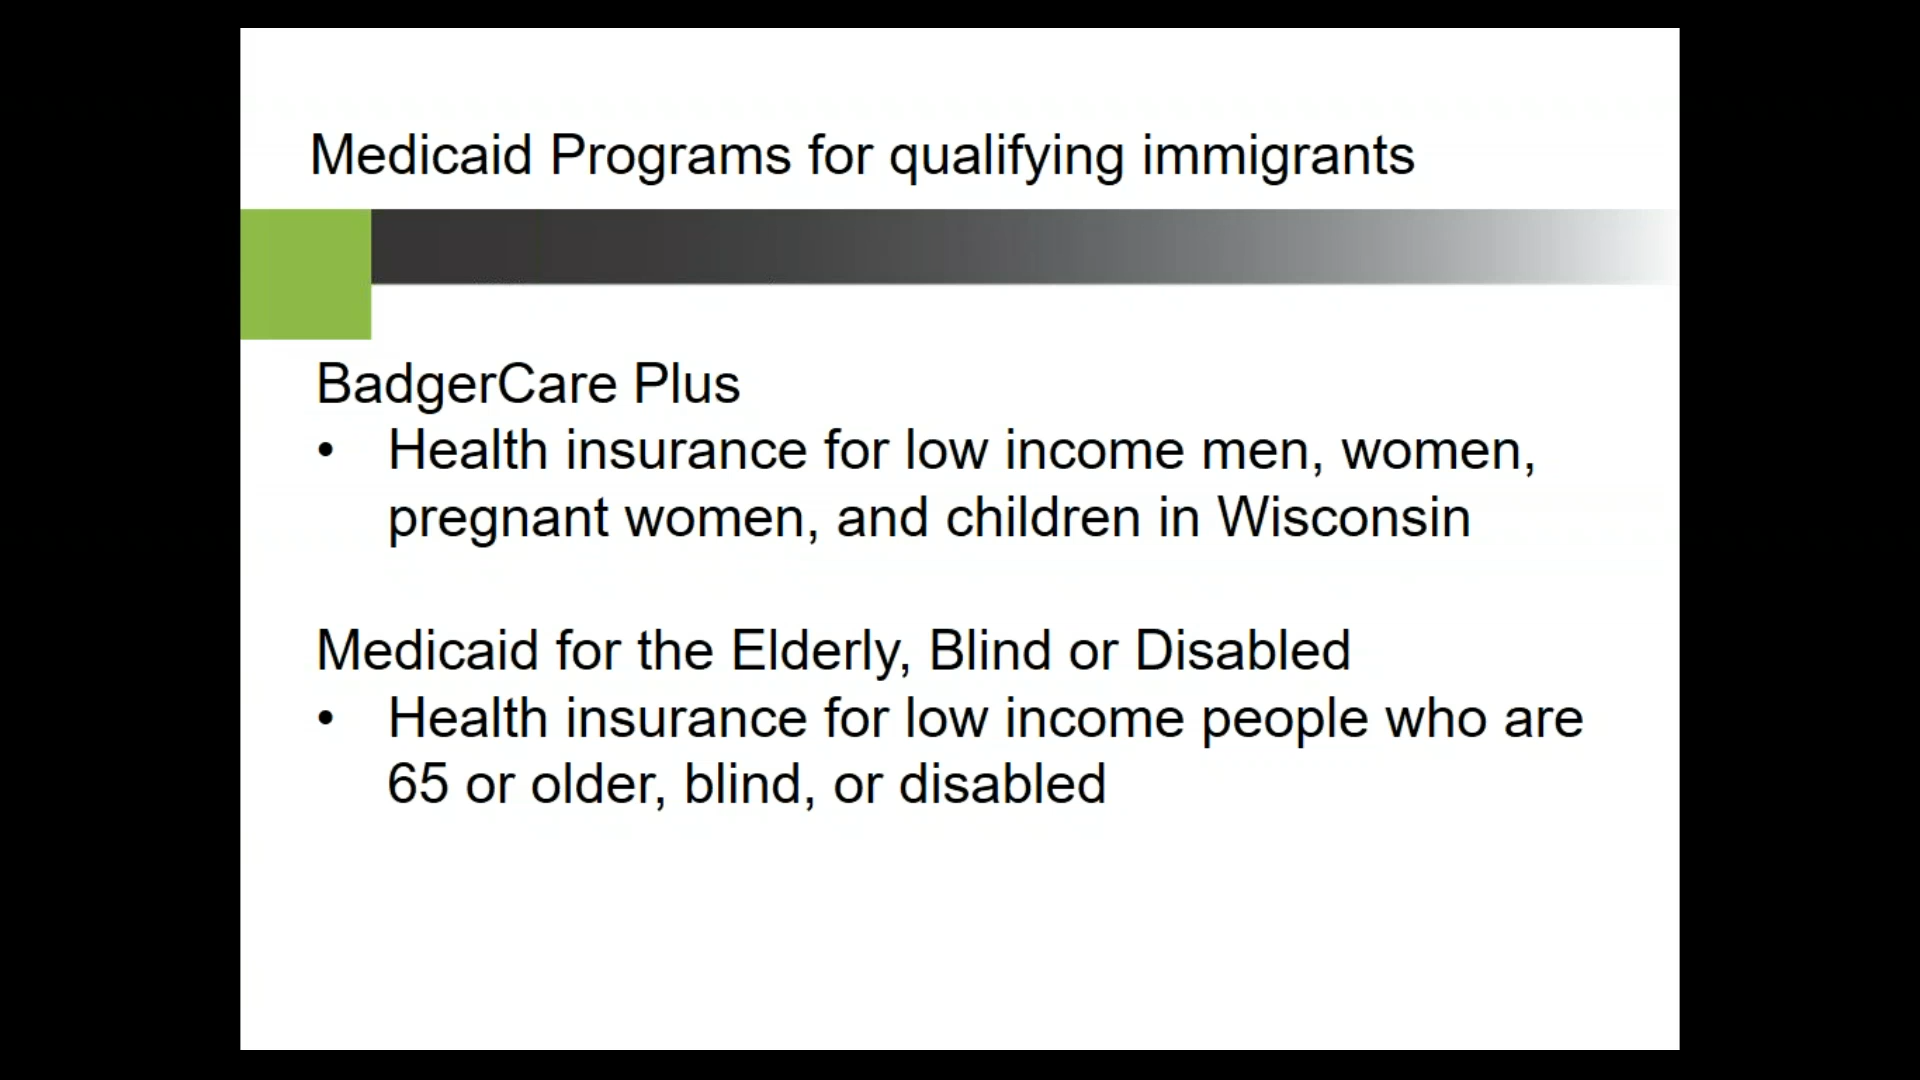 Medicaid Programs for qualifying immigrants
BadgerCare Plus
• Health insurance for low income men, women,
pregnant women, and children in Wisconsin
Medicaid for the Elderly, Blind or Disabled
• Health insurance for low income people who are
65 or older, blind, or disabled